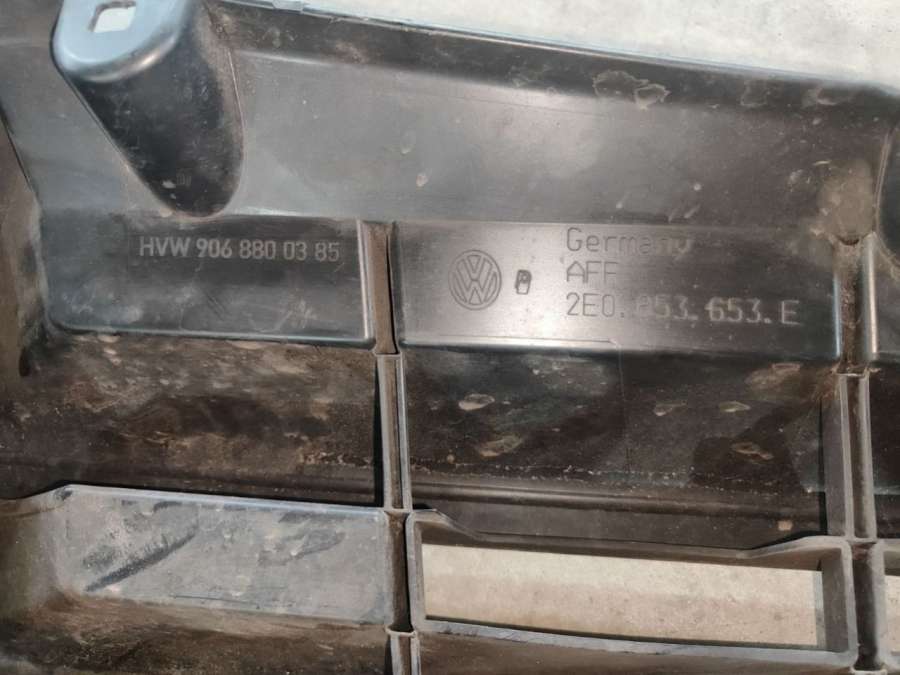 HVW 906 880 03 85
Germany
AFF
2E0.853.653.E